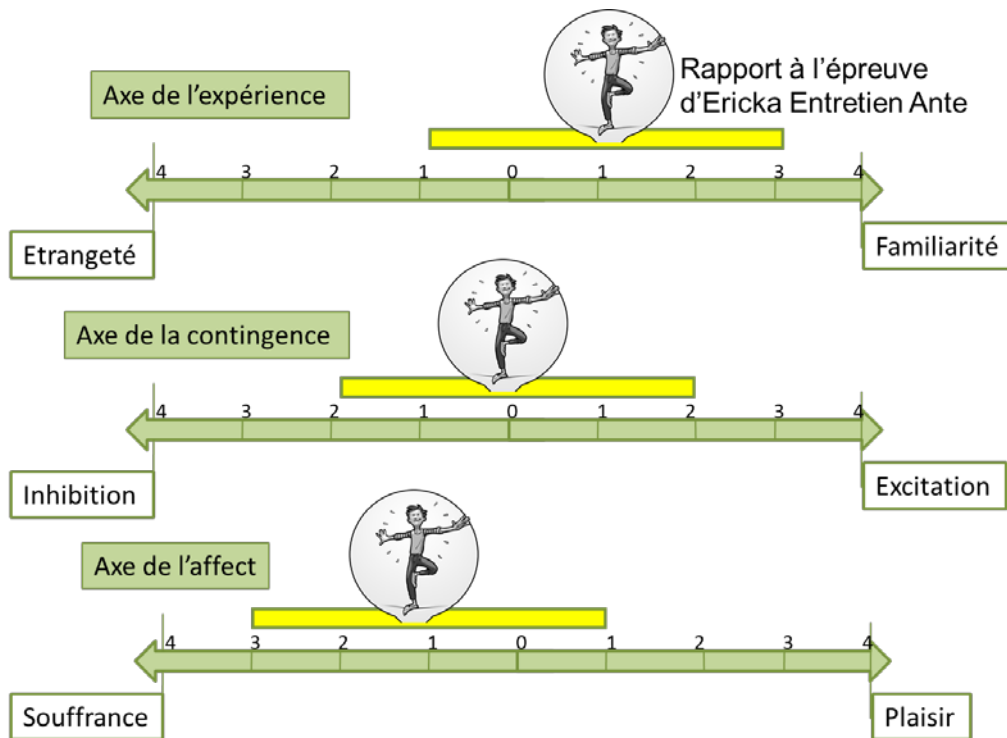 Rapport à l’épreuve
d’Ericka Entretien Ante
Axe de l’expérience
4 3 2 1 0 1 2 3 4
Etrangeté Familiarité
Axe de la contingence
4 3 2 1 0 1 2 3 4
Inhibition Excitation
Axe de l’affect
4 3 2 1 0 1 2 3 4
Souffrance Plaisir